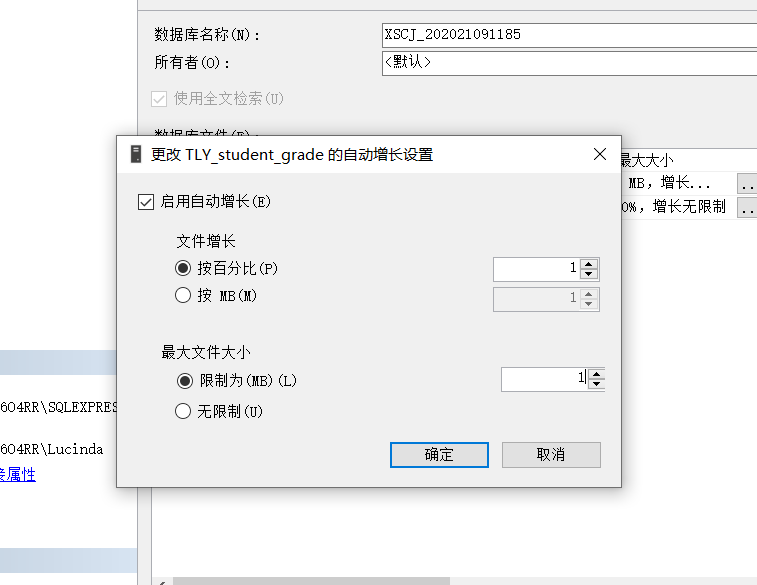 数据库名称(N):
XSCJ_202021091185
所有者(O):
<默认>
使用全文检索(U)
数据库文件(F):
更改 TLY_student_grade 的自动增长设置
最大大小
MB，增长... ..
0%，增长无限制 ..
启用自动增长(E)
文件增长
按百分比(P) 1
按 MB(M) 1
最大文件大小
限制为(MB)(L) 1
无限制(U)
确定 取消
6O4RR\SQLEXPRES
6O4RR\Lucinda
接属性